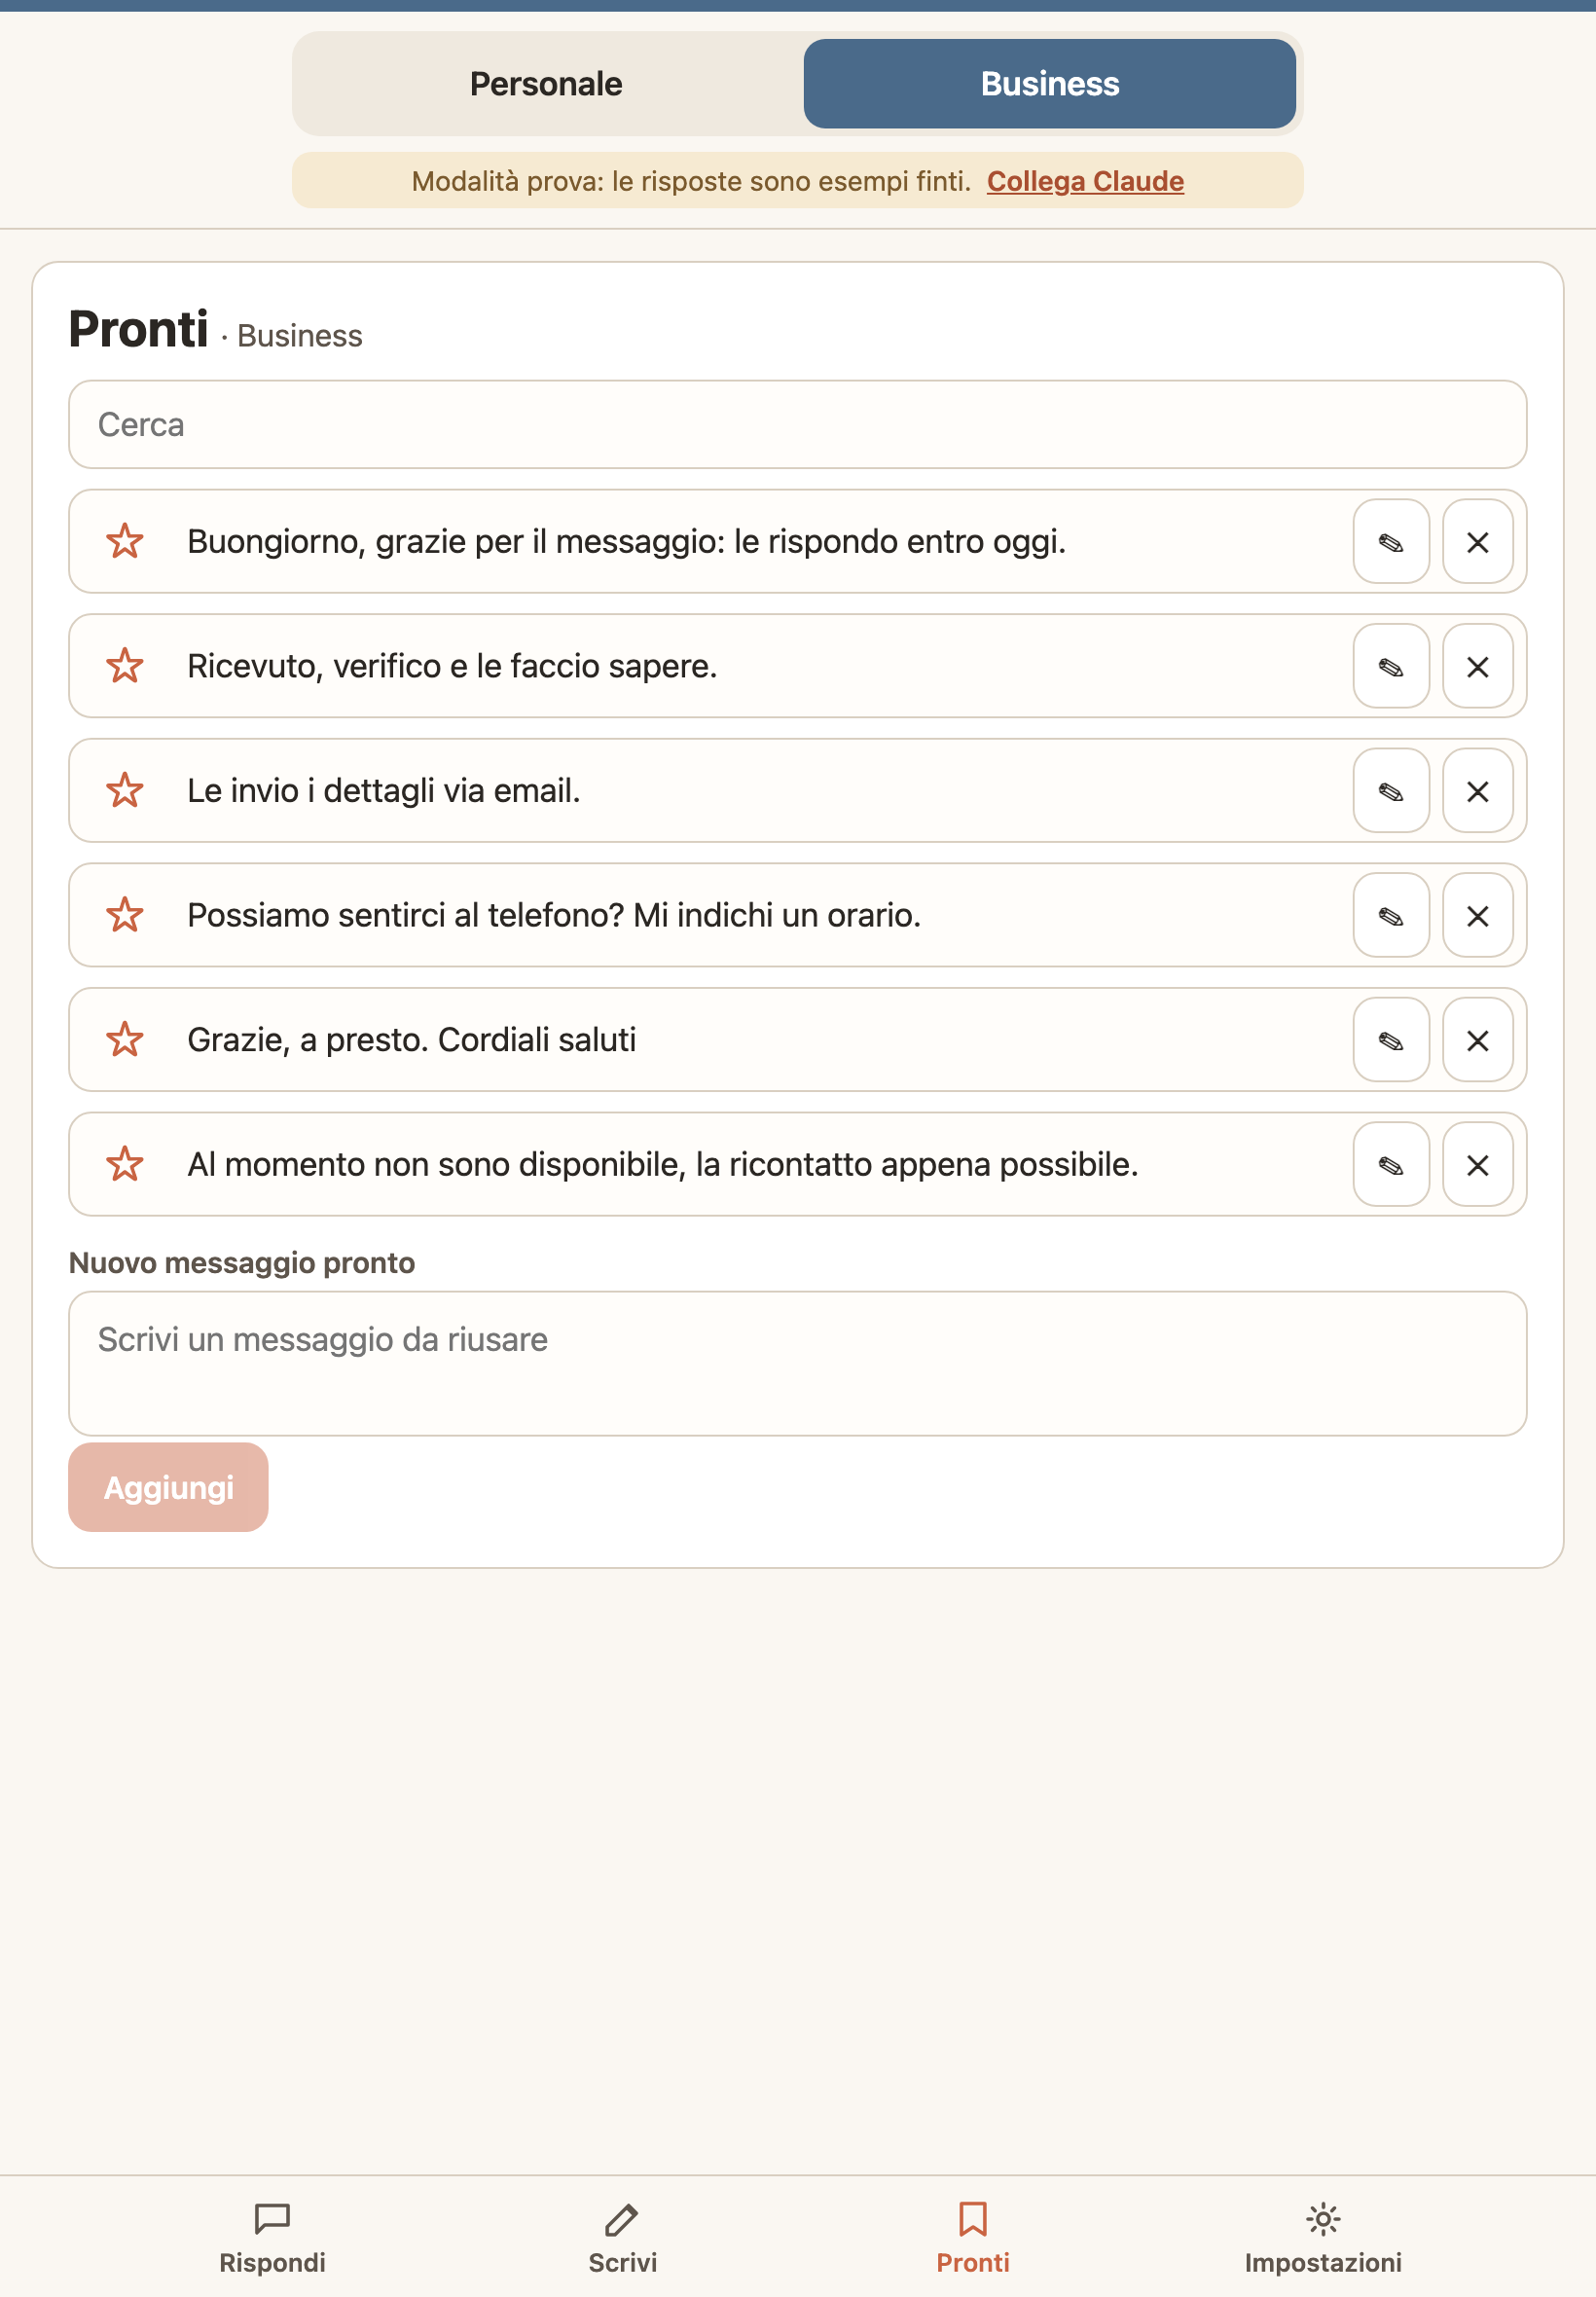 Personale Business
Modalità prova: le risposte sono esempi finti. Collega Claude
Pronti · Business
Cerca
Buongiorno, grazie per il messaggio: le rispondo entro oggi.
Ricevuto, verifico e le faccio sapere.
Le invio i dettagli via email.
Possiamo sentirci al telefono? Mi indichi un orario.
Grazie, a presto. Cordiali saluti
Al momento non sono disponibile, la ricontatto appena possibile.
Nuovo messaggio pronto
Scrivi un messaggio da riusare
Aggiungi
Rispondi Scrivi Pronti Impostazioni